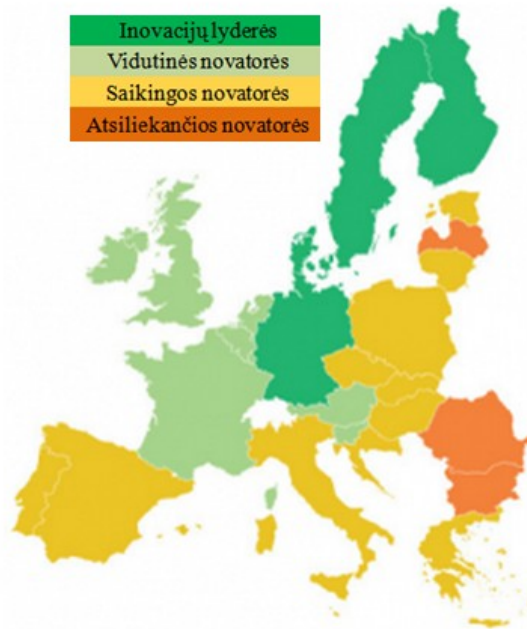 Inovacijų lyderės
Vidutinės novatorės
Saikingos novatorės
Atsiliekančios novatorės